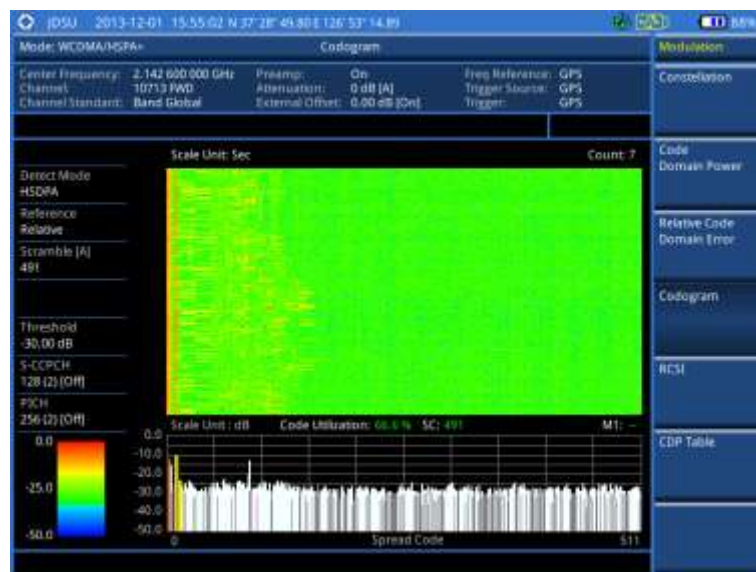 JDSU 2013-12-01 15:55:02 N 37° 28' 49.80 E 126° 53' 14.89
Mode: WCDMA/HSPA+ Codogram Modulation
Center Frequency: 2.142 600 000 GHz Preamp: On Freq Reference: GPS
Channel: 10713 FWD Attenuation: 0 dB [A] Trigger Source: GPS
Channel Standard: Band Global External Offset: 0.00 dB [On] Trigger: GPS
Constellation
Code
Domain Power
Relative Code
Domain Error
Codogram
RCSI
CDP Table
Scale Unit: Sec Count: 7
Detect Mode
HSDPA
Reference
Relative
Scramble [A]
491
Threshold
-30.00 dB
S-CCPCH
128 (2) [Off]
PICH
256 (2) [Off]
Scale Unit : dB Code Utilization: SC: 491 M1: --
0.0
-25.0
-50.0
0.0
-10.0
-20.0
-30.0
-40.0
-50.0
0 Spread Code 511